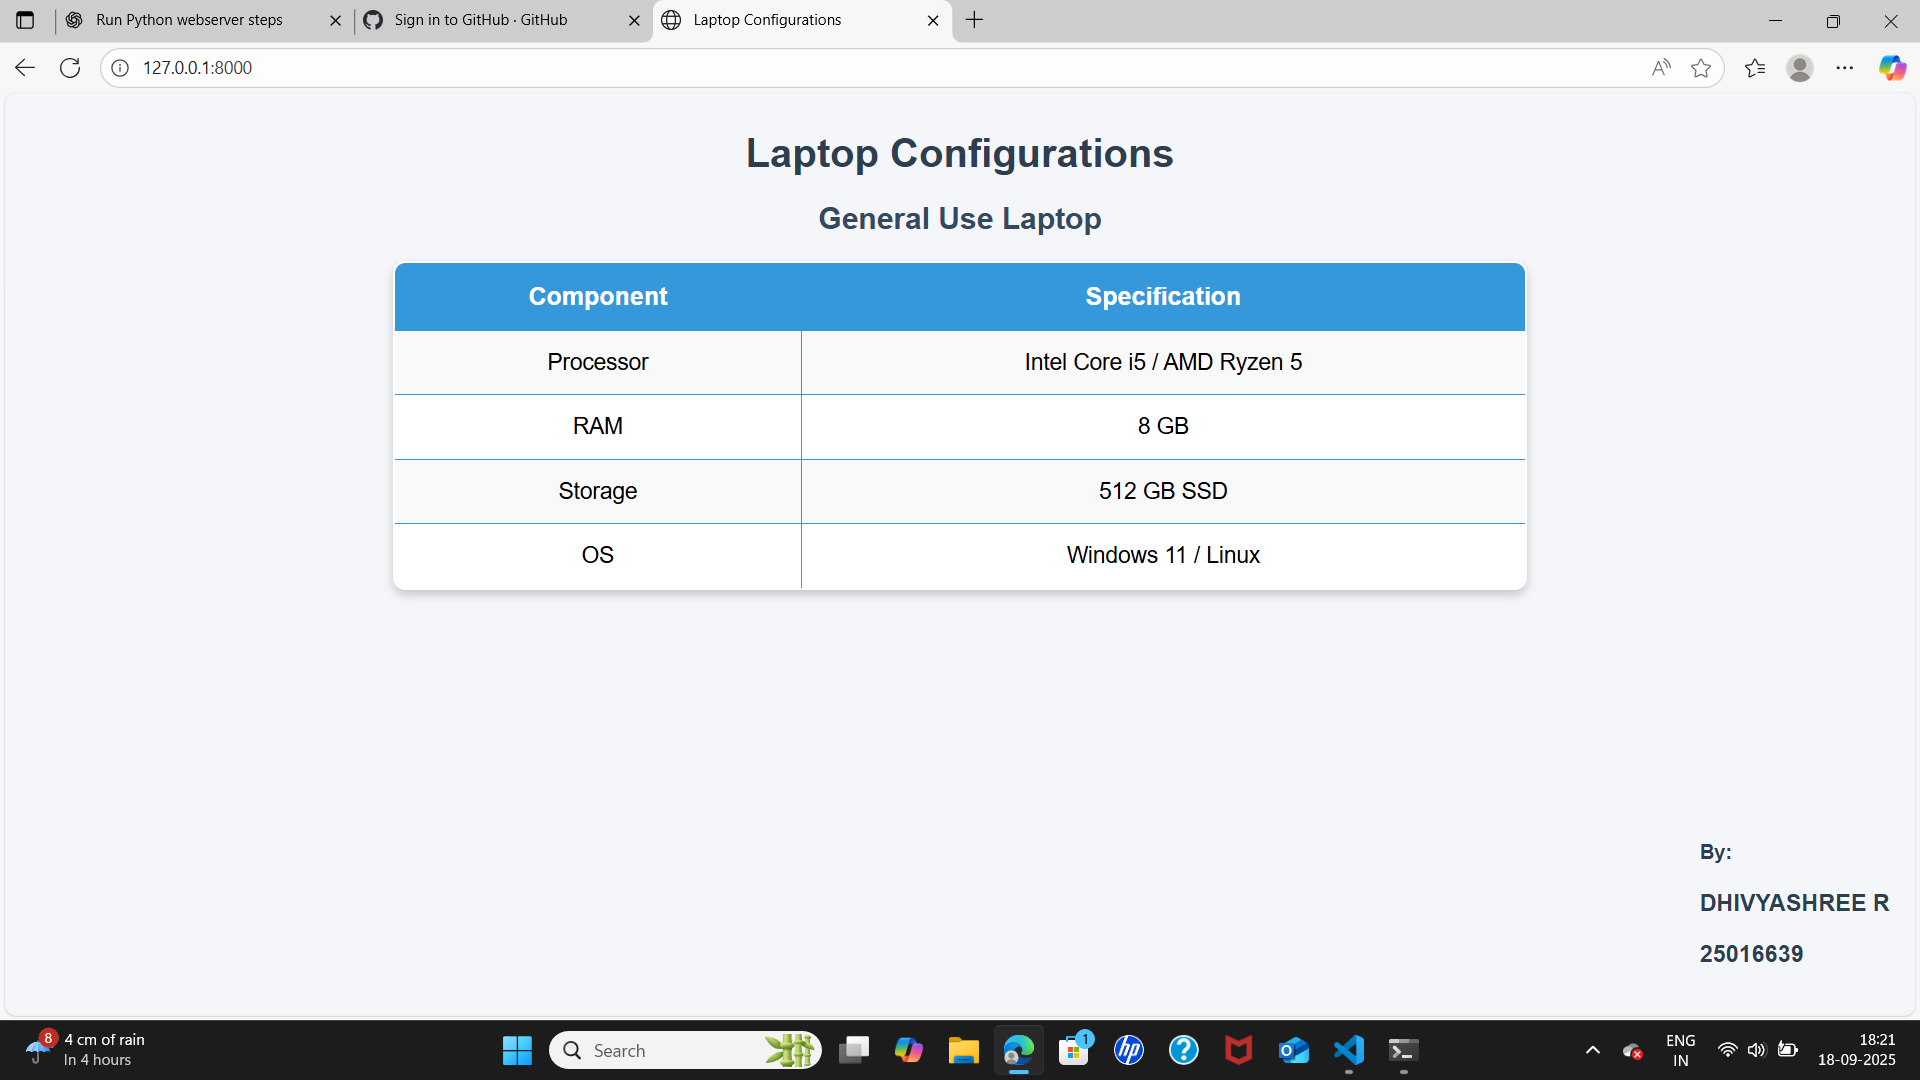 Run Python webserver steps
Sign in to GitHub · GitHub
Laptop Configurations
127.0.0.1:8000
Laptop Configurations
General Use Laptop
Component Specification
Processor Intel Core i5 / AMD Ryzen 5
RAM 8 GB
Storage 512 GB SSD
OS Windows 11 / Linux
By:
DHIVYASHREE R
25016639
8
4 cm of rain
In 4 hours
Search
1
hp
ENG
IN
18:21
18-09-2025